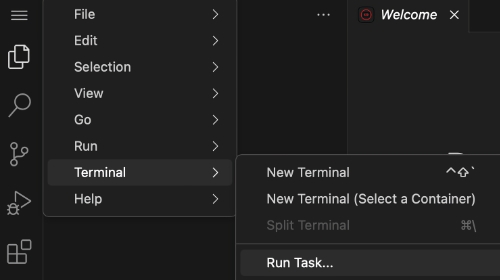 File
Edit
Selection
View
Go
Run
Terminal
Help
··· Welcome
New Terminal ^⇧`
New Terminal (Select a Container)
Split Terminal ⌘\
Run Task...